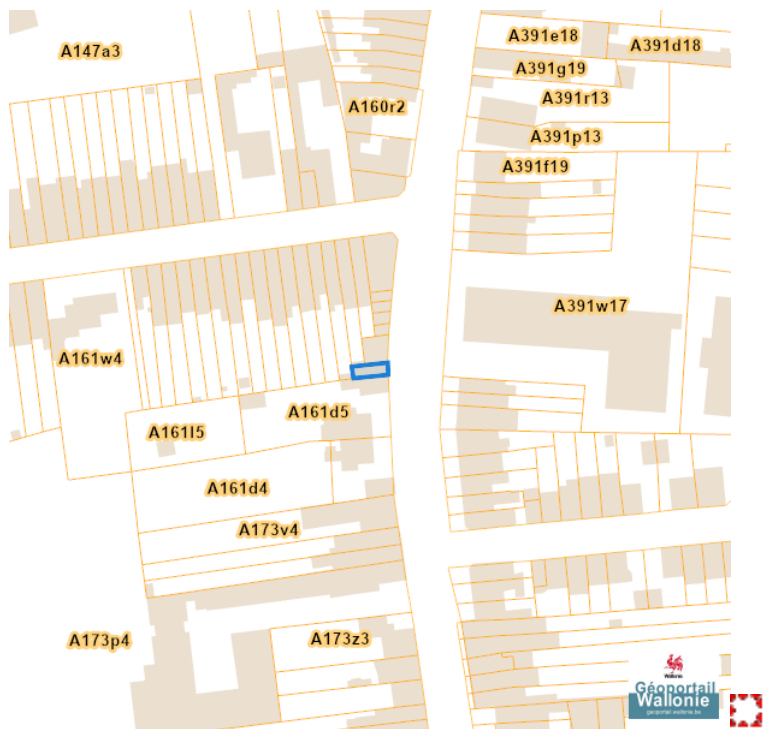 A391e18
A391d18
A147a3
A391g19
A391r13
A160r2
A391p13
A391f19
A391w17
A161w4
A161d5
A161l5
A161d4
A173v4
A173p4
A173z3
Wallonie
Géoportail
Wallonie
geoportail.wallonie.be